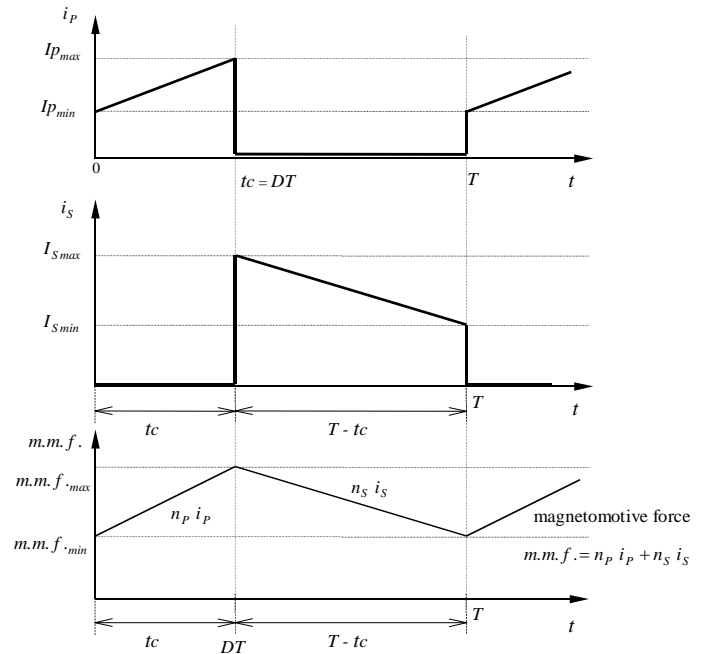 i_P
Ip_max
Ip_min
0
tc = DT
T
t
i_S
I_Smax
I_Smin
T
tc
T - tc
t
m.m.f.
m.m.f._max
n_S i_S
n_P i_P
magnetomotive force
m.m.f._min
m.m.f. = n_P i_P + n_S i_S
T
tc
DT
T - tc
t